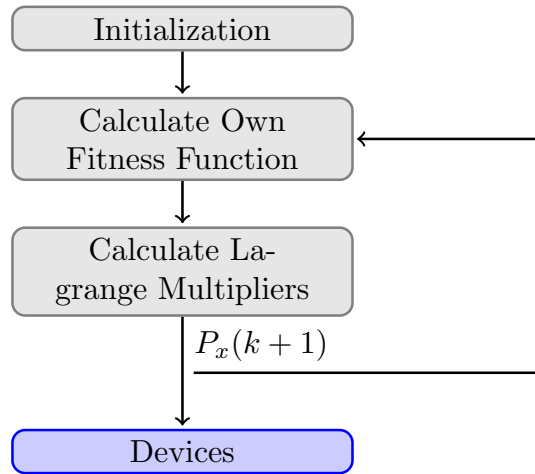 Initialization
Calculate Own
Fitness Function
Calculate La-
grange Multipliers
P_x(k + 1)
Devices